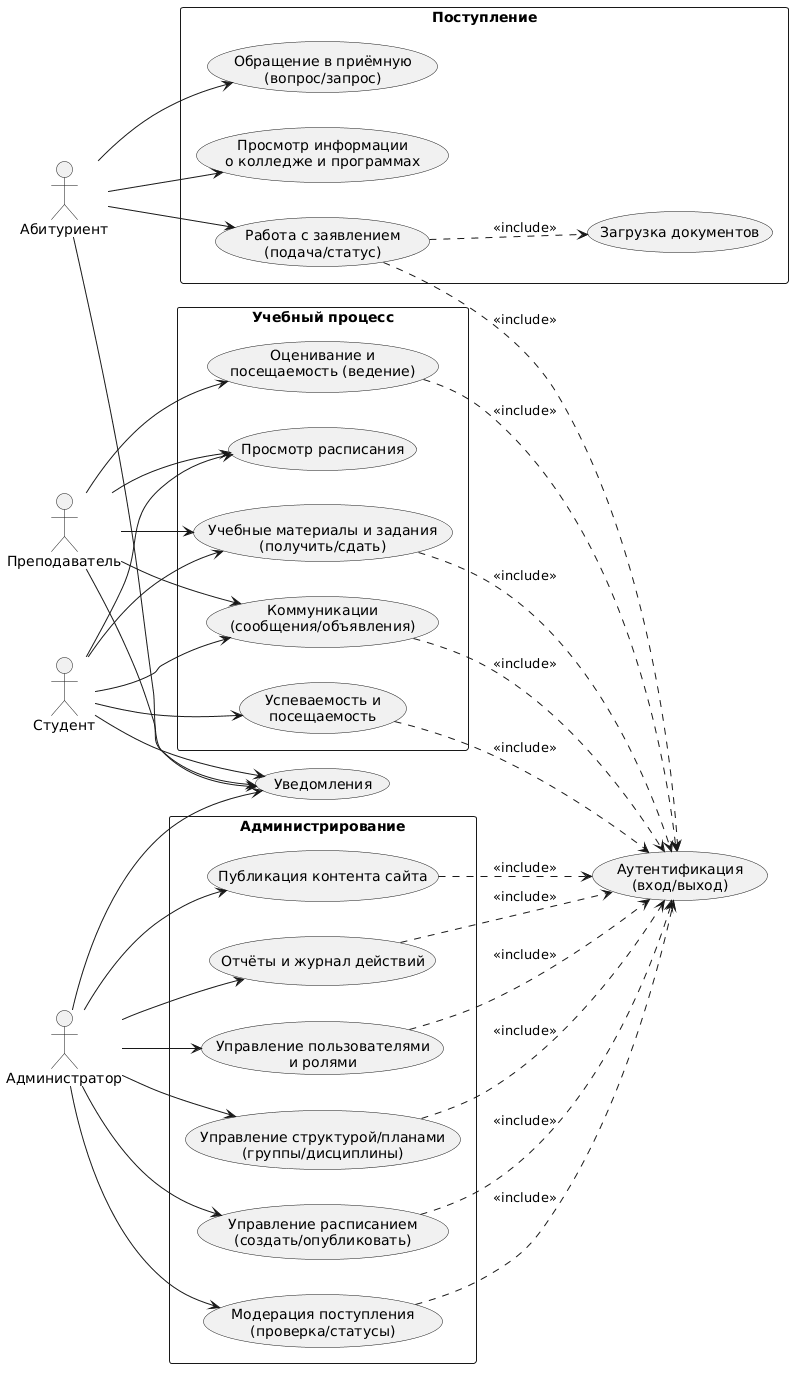 Поступление
Обращение в приёмную
(вопрос/запрос)
Просмотр информации
о колледже и программах
Абитуриент
Работа с заявлением
(подача/статус)
«include»
Загрузка документов
«include»
Учебный процесс
Оценивание и
посещаемость (ведение)
«include»
Просмотр расписания
Преподаватель
Учебные материалы и задания
(получить/сдать)
«include»
Коммуникации
(сообщения/объявления)
«include»
Студент
Успеваемость и
посещаемость
«include»
Уведомления
Администрирование
Публикация контента сайта
«include»
Аутентификация
(вход/выход)
«include»
Отчёты и журнал действий
«include»
Управление пользователями
и ролями
«include»
Администратор
Управление структурой/планами
(группы/дисциплины)
«include»
Управление расписанием
(создать/опубликовать)
«include»
Модерация поступления
(проверка/статусы)